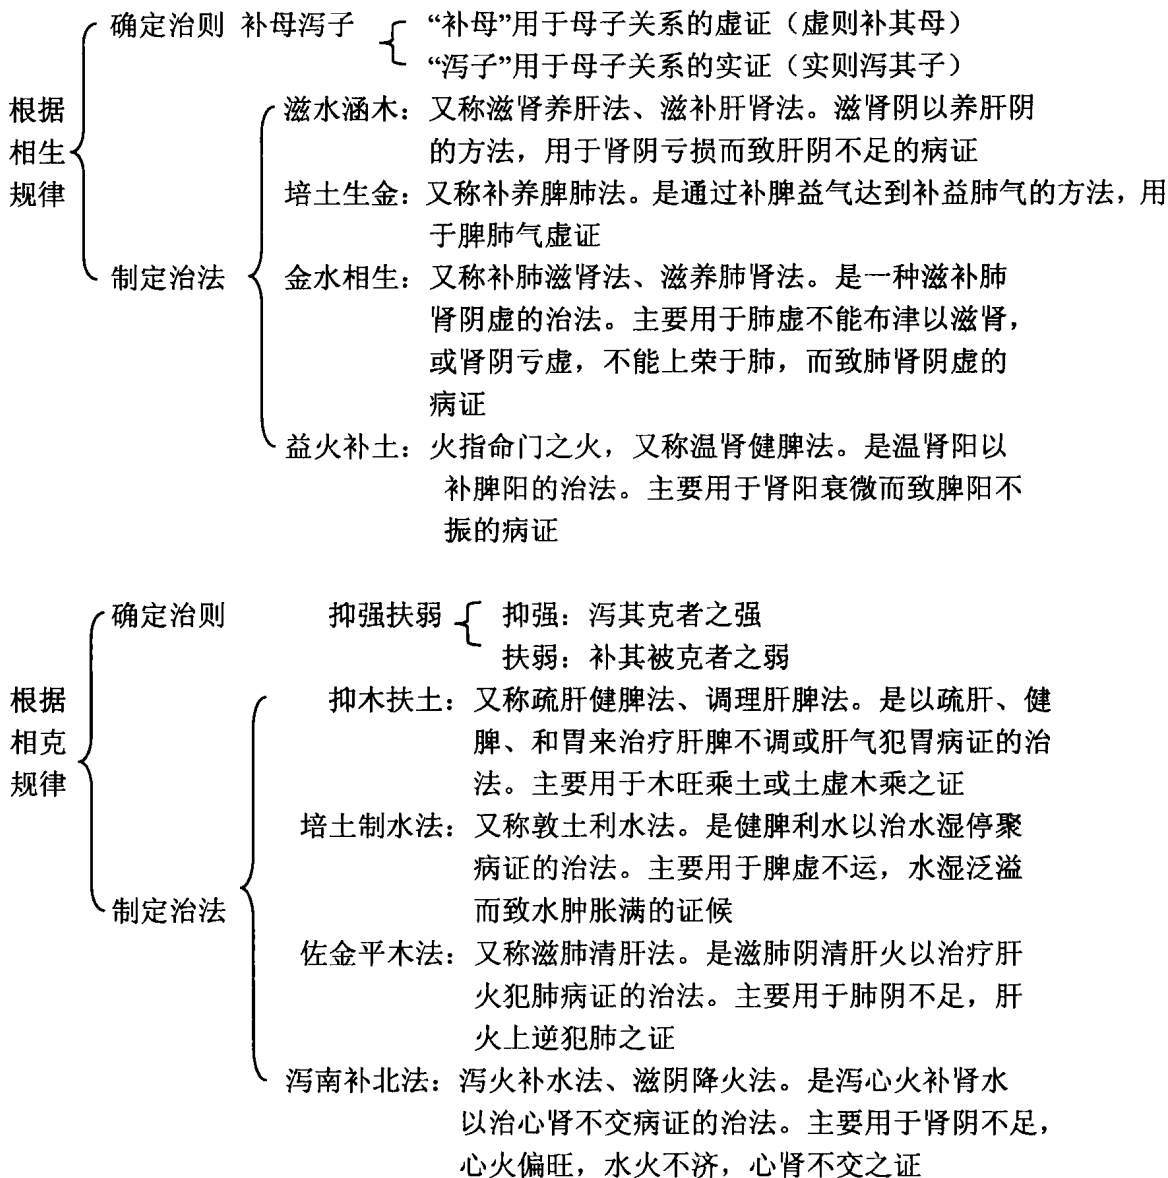 确定治则 补母泻子 “补母”用于母子关系的虚证（虚则补其母）
“泻子”用于母子关系的实证（实则泻其子）
根据
相生
规律
滋水涵木：又称滋肾养肝法、滋补肝肾法。滋肾阴以养肝阴
的方法，用于肾阴亏损而致肝阴不足的病证
培土生金：又称补养脾肺法。是通过补脾益气达到补益肺气的方法，用
于脾肺气虚证
制定治法
金水相生：又称补肺滋肾法、滋养肺肾法。是一种滋补肺
肾阴虚的治法。主要用于肺虚不能布津以滋肾，
或肾阴亏虚，不能上荣于肺，而致肺肾阴虚的
病证
益火补土：火指命门之火，又称温肾健脾法。是温肾阳以
补脾阳的治法。主要用于肾阳衰微而致脾阳不
振的病证
确定治则 抑强扶弱 抑强：泻其克者之强
扶弱：补其被克者之弱
根据
相克
规律
抑木扶土：又称疏肝健脾法、调理肝脾法。是以疏肝、健
脾、和胃来治疗肝脾不调或肝气犯胃病证的治
法。主要用于木旺乘土或土虚木乘之证
培土制水法：又称敦土利水法。是健脾利水以治水湿停聚
病证的治法。主要用于脾虚不运，水湿泛溢
而致水肿胀满的证候
制定治法
佐金平木法：又称滋肺清肝法。是滋肺阴清肝火以治疗肝
火犯肺病证的治法。主要用于肺阴不足，肝
火上逆犯肺之证
泻南补北法：泻火补水法、滋阴降火法。是泻心火补肾水
以治心肾不交病证的治法。主要用于肾阴不足，
心火偏旺，水火不济，心肾不交之证